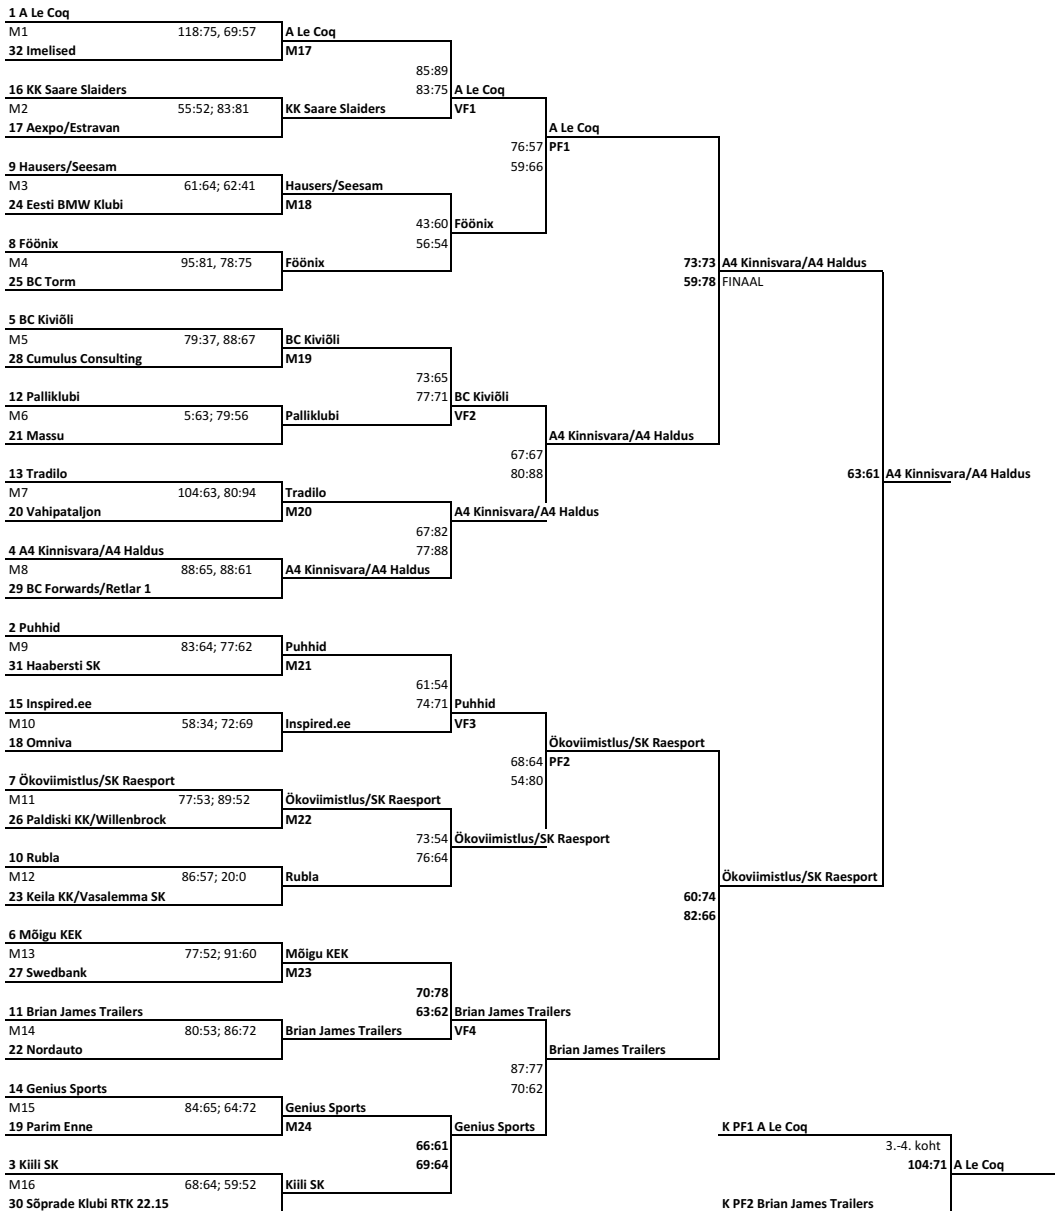 1 A Le Coq
M1 118:75, 69:57 A Le Coq
32 Imelised M17
85:89
16 KK Saare Slaiders 83:75 A Le Coq
M2 55:52; 83:81 KK Saare Slaiders VF1
17 Aexpo/Estravan A Le Coq
76:57 PF1
9 Hausers/Seesam 59:66
M3 61:64; 62:41 Hausers/Seesam
24 Eesti BMW Klubi M18
43:60 Föönix
8 Föönix 56:54
M4 95:81, 78:75 Föönix 73:73 A4 Kinnisvara/A4 Haldus
25 BC Torm 59:78 FINAAL
5 BC Kiviõli
M5 79:37, 88:67 BC Kiviõli
28 Cumulus Consulting M19
73:65
12 Palliklubi 77:71 BC Kiviõli
M6 5:63; 79:56 Palliklubi VF2
21 Massu A4 Kinnisvara/A4 Haldus
67:67
13 Tradilo 80:88 63:61 A4 Kinnisvara/A4 Haldus
M7 104:63, 80:94 Tradilo
20 Vahipataljon M20 A4 Kinnisvara/A4 Haldus
67:82
4 A4 Kinnisvara/A4 Haldus 77:88
M8 88:65, 88:61 A4 Kinnisvara/A4 Haldus
29 BC Forwards/Retlar 1
2 Puhhid
M9 83:64; 77:62 Puhhid
31 Haabersti SK M21
61:54
15 Inspired.ee 74:71 Puhhid
M10 58:34; 72:69 Inspired.ee VF3
18 Omniva Ökoviimistlus/SK Raesport
68:64 PF2
7 Ökoviimistlus/SK Raesport 54:80
M11 77:53; 89:52 Ökoviimistlus/SK Raesport
26 Paldiski KK/Willenbrock M22
73:54 Ökoviimistlus/SK Raesport
10 Rubla 76:64
M12 86:57; 20:0 Rubla Ökoviimistlus/SK Raesport
23 Keila KK/Vasalemma SK 60:74
82:66
6 Mõigu KEK
M13 77:52; 91:60 Mõigu KEK
27 Swedbank M23
70:78
11 Brian James Trailers 63:62 Brian James Trailers
M14 80:53; 86:72 Brian James Trailers VF4
22 Nordauto Brian James Trailers
87:77
14 Genius Sports 70:62
M15 84:65; 64:72 Genius Sports
19 Parim Enne M24 Genius Sports K PF1 A Le Coq
66:61 3.-4. koht
3 Kiili SK 69:64 104:71 A Le Coq
M16 68:64; 59:52 Kiili SK
30 Sõprade Klubi RTK 22.15 K PF2 Brian James Trailers